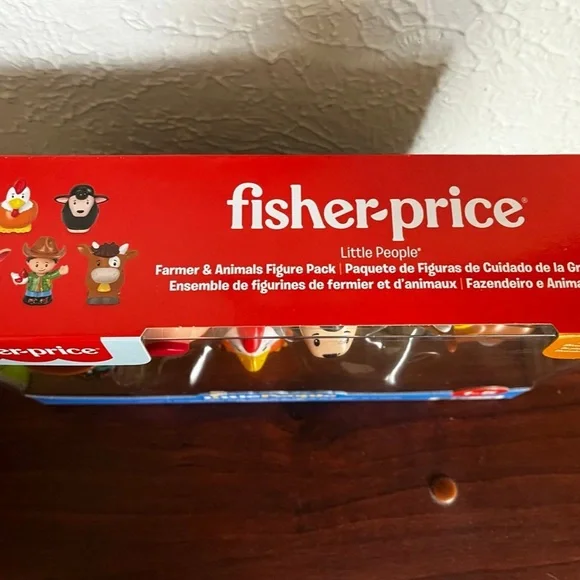 fisher-price®
Little People®
Farmer & Animals Figure Pack | Paquete de Figuras de Cuidado de la Gr
Ensemble de figurines de fermier et d'animaux | Fazendeiro e Anima
er-price